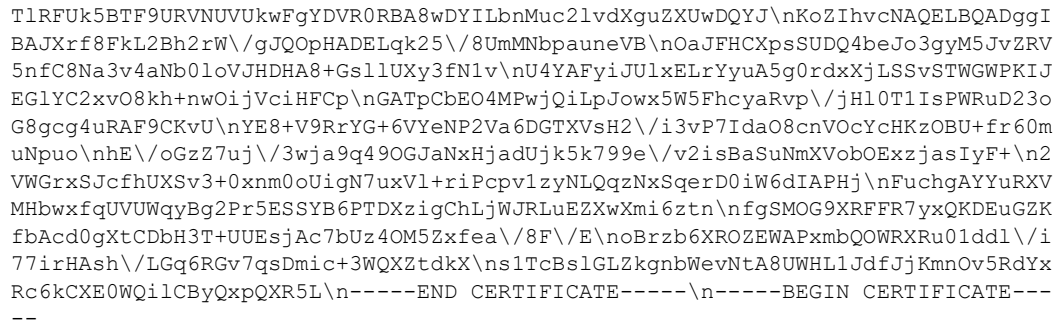 TlRFUk5BTF9URVNUVUkwFgYDVR0RBA8wDYILbnMuc2lvdXguZXUwDQYJ\nKoZIhvcNAQELBQADggI
BAJXrf8FkL2Bh2rW\/gJQOpHADELqk25\/8UmMNbpauneVB\nOaJFHCXpsSUDQ4beJo3gyM5JvZRV
5nfC8Na3v4aNb0loVJHDHA8+GsllUXy3fN1v\nU4YAFyiJUlxELrYyuA5g0rdxXjLSSvSTWGWPKIJ
EGlYC2xvO8kh+nwOijVciHFCp\nGATpCbEO4MPwjQiLpJowx5W5FhcyaRvp\/jHl0T1IsPWRuD23o
G8gcg4uRAF9CKvU\nYE8+V9RrYG+6VYeNP2Va6DGTXVsH2\/i3vP7IdaO8cnVOcYcHKzOBU+fr60m
uNpuo\nhE\/oGzZ7uj\/3wja9q49OGJaNxHjadUjk5k799e\/v2isBaSuNmXVobOExzjasIyF+\n2
VWGrxSJcfhUXSv3+0xnm0oUigN7uxVl+riPcpv1zyNLQqzNxSqerD0iW6dIAPHj\nFuchgAYYuRXV
MHbwxfqUVUWqyBg2Pr5ESSYB6PTDXzigChLjWJRLuEZXwXmi6ztn\nfgSMOG9XRFFR7yxQKDEuGZK
fbAcd0gXtCDbH3T+UUEsjAc7bUz4OM5Zxfea\/8F\/E\noBrzb6XROZEWAPxmbQOWRXRu01ddl\/i
77irHAsh\/LGq6RGv7qsDmic+3WQXZtdkX\ns1TcBslGLZkgnbWevNtA8UWHL1JdfJjKmnOv5RdYx
Rc6kCXE0WQilCByQxpQXR5L\n-----END CERTIFICATE-----\n-----BEGIN CERTIFICATE---
--